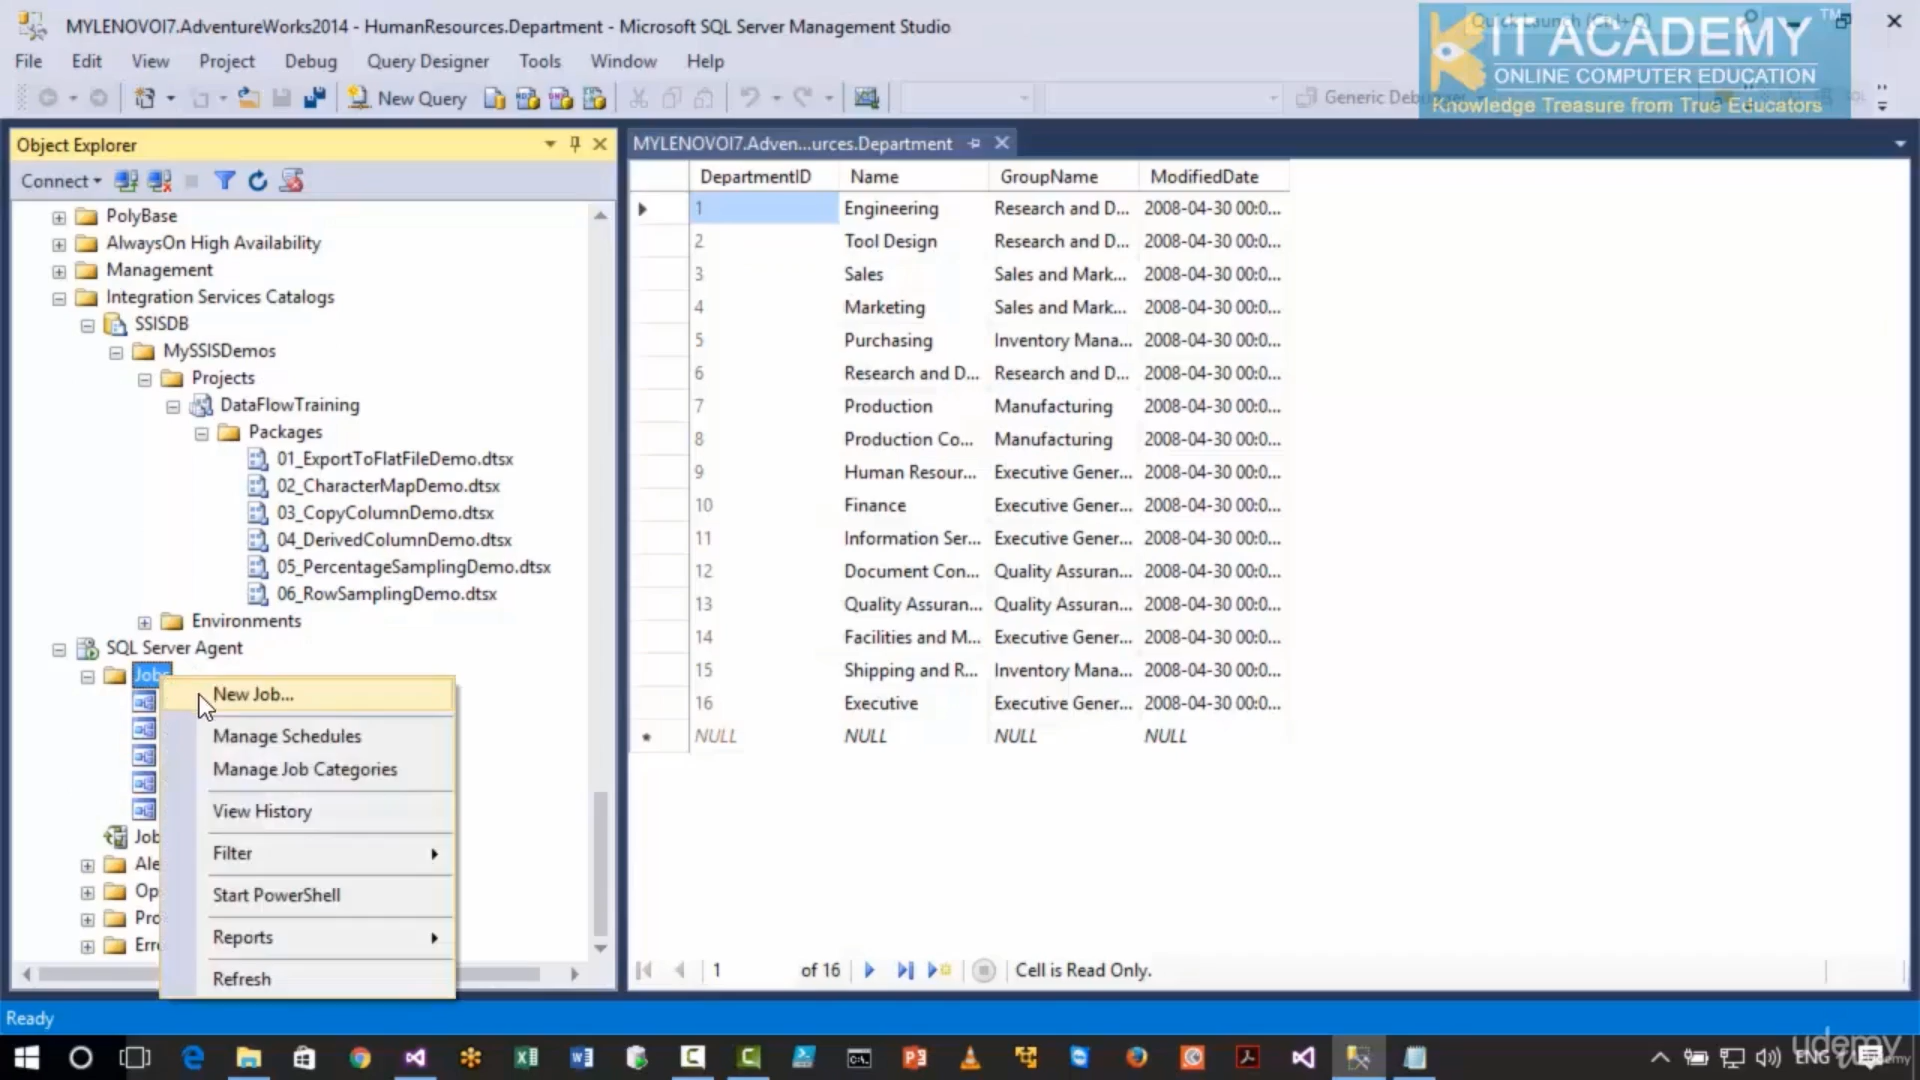 MYLENOVOI7.AdventureWorks2014 - HumanResources.Department - Microsoft SQL Server Management Studio
Quick Launch (Ctrl+Q)
IT ACADEMY TM
ONLINE COMPUTER EDUCATION
Knowledge Treasure from True Educators
File Edit View Project Debug Query Designer Tools Window Help
New Query
Generic Debugger
Object Explorer
Connect
PolyBase
AlwaysOn High Availability
Management
Integration Services Catalogs
SSISDB
MySSISDemos
Projects
DataFlowTraining
Packages
01_ExportToFlatFileDemo.dtsx
02_CharacterMapDemo.dtsx
03_CopyColumnDemo.dtsx
04_DerivedColumnDemo.dtsx
05_PercentageSamplingDemo.dtsx
06_RowSamplingDemo.dtsx
Environments
SQL Server Agent
Jobs
Job
Ale
Op
Pro
Erro
New Job...
Manage Schedules
Manage Job Categories
View History
Filter
Start PowerShell
Reports
Refresh
MYLENOVOI7.Adven...urces.Department
DepartmentID Name GroupName ModifiedDate
1 Engineering Research and D... 2008-04-30 00:0...
2 Tool Design Research and D... 2008-04-30 00:0...
3 Sales Sales and Mark... 2008-04-30 00:0...
4 Marketing Sales and Mark... 2008-04-30 00:0...
5 Purchasing Inventory Mana... 2008-04-30 00:0...
6 Research and D... Research and D... 2008-04-30 00:0...
7 Production Manufacturing 2008-04-30 00:0...
8 Production Co... Manufacturing 2008-04-30 00:0...
9 Human Resour... Executive Gener... 2008-04-30 00:0...
10 Finance Executive Gener... 2008-04-30 00:0...
11 Information Ser... Executive Gener... 2008-04-30 00:0...
12 Document Con... Quality Assuran... 2008-04-30 00:0...
13 Quality Assuran... Quality Assuran... 2008-04-30 00:0...
14 Facilities and M... Executive Gener... 2008-04-30 00:0...
15 Shipping and R... Inventory Mana... 2008-04-30 00:0...
16 Executive Executive Gener... 2008-04-30 00:0...
NULL NULL NULL NULL
1 of 16 Cell is Read Only.
Ready
ENG
udemy